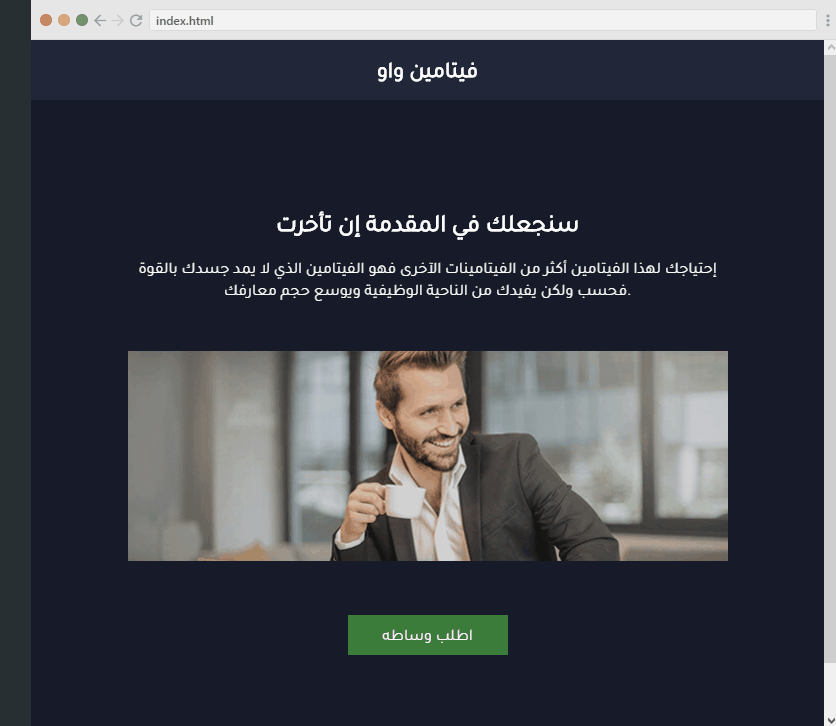 index.html
فيتامين واو
سنجعلك في المقدمة إن تأخرت
إحتياجك لهذا الفيتامين أكثر من الفيتامينات الآخرى فهو الفيتامين الذي لا يمد جسدك بالقوة
فحسب ولكن يفيدك من الناحية الوظيفية ويوسع حجم معارفك.
اطلب وساطه